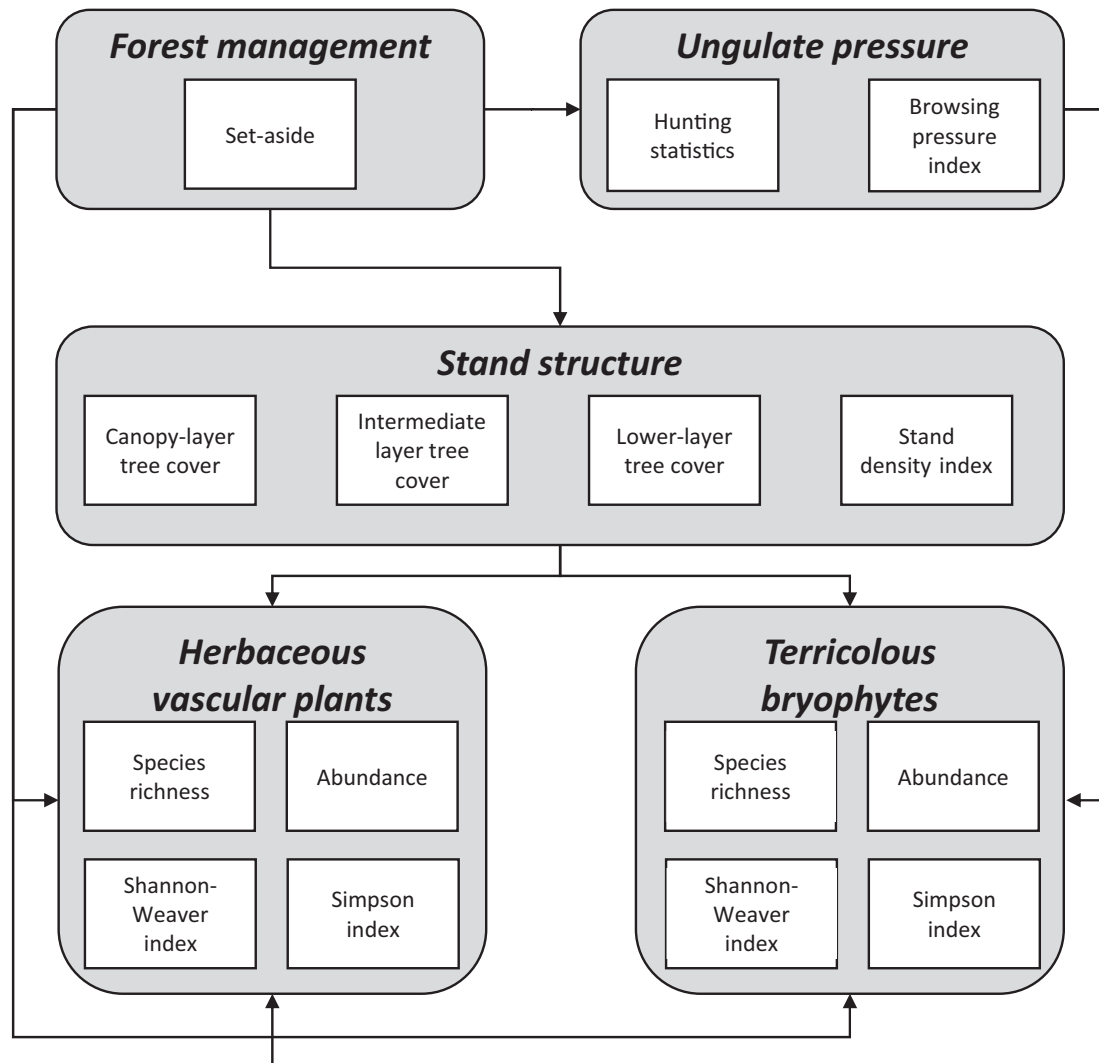 Forest management
Set-aside
Ungulate pressure
Hunting
statistics
Browsing
pressure
index
Stand structure
Canopy-layer
tree cover
Intermediate
layer tree
cover
Lower-layer
tree cover
Stand
density index
Herbaceous
vascular plants
Species
richness
Abundance
Shannon-
Weaver
index
Simpson
index
Terricolous
bryophytes
Species
richness
Abundance
Shannon-
Weaver
index
Simpson
index